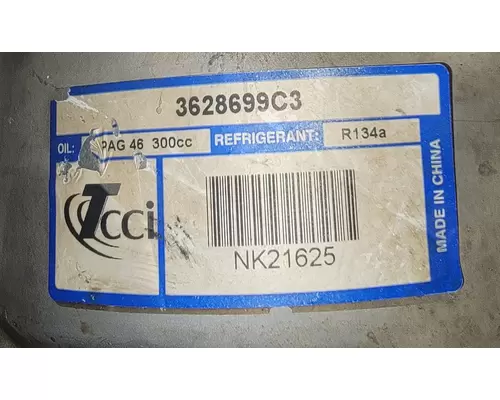 3628699C3
OIL: PAG 46 300cc REFRIGERANT: R134a
Tcci
NK21625
MADE IN CHINA